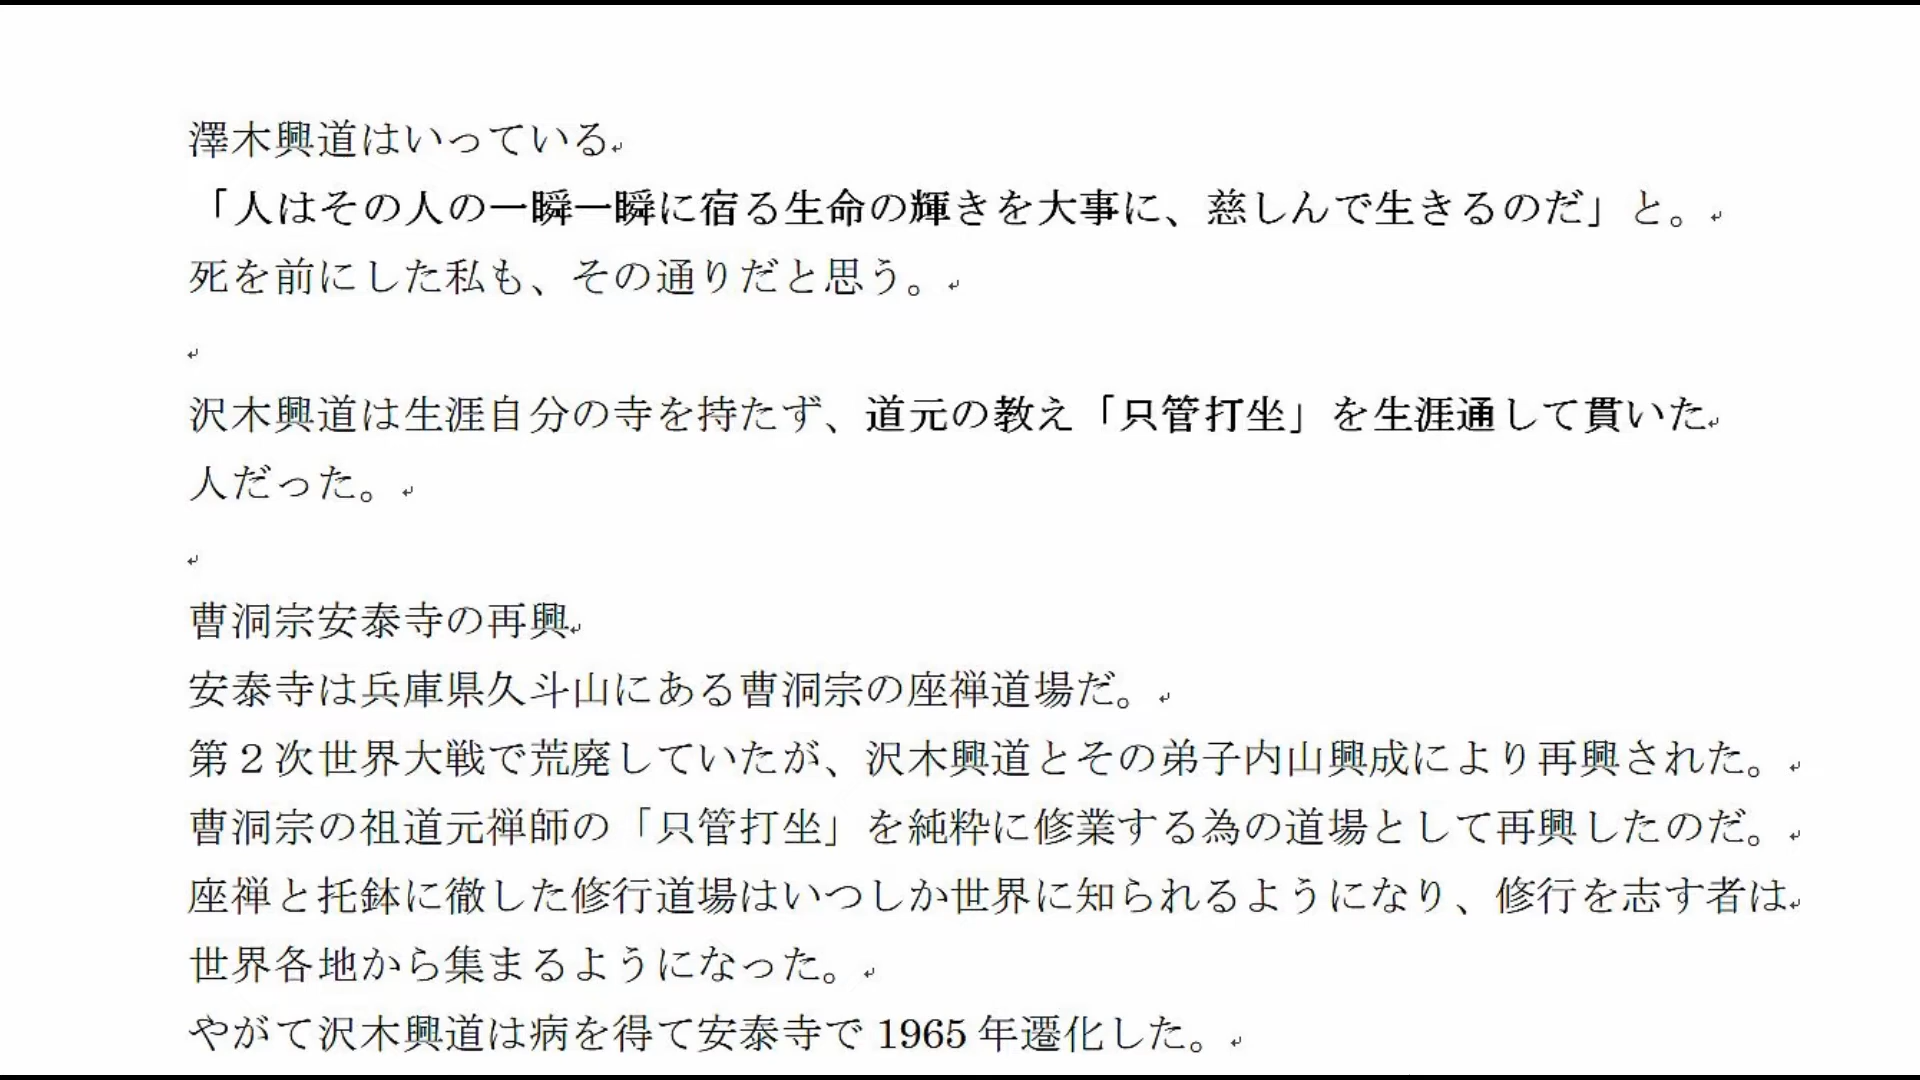 澤木興道はいっている
「人はその人の一瞬一瞬に宿る生命の輝きを大事に、慈しんで生きるのだ」と。
死を前にした私も、その通りだと思う。
沢木興道は生涯自分の寺を持たず、道元の教え「只管打坐」を生涯通して貫いた
人だった。
曹洞宗安泰寺の再興
安泰寺は兵庫県久斗山にある曹洞宗の座禅道場だ。
第２次世界大戦で荒廃していたが、沢木興道とその弟子内山興成により再興された。
曹洞宗の祖道元禅師の「只管打坐」を純粋に修業する為の道場として再興したのだ。
座禅と托鉢に徹した修行道場はいつしか世界に知られるようになり、修行を志す者は
世界各地から集まるようになった。
やがて沢木興道は病を得て安泰寺で 1965 年遷化した。